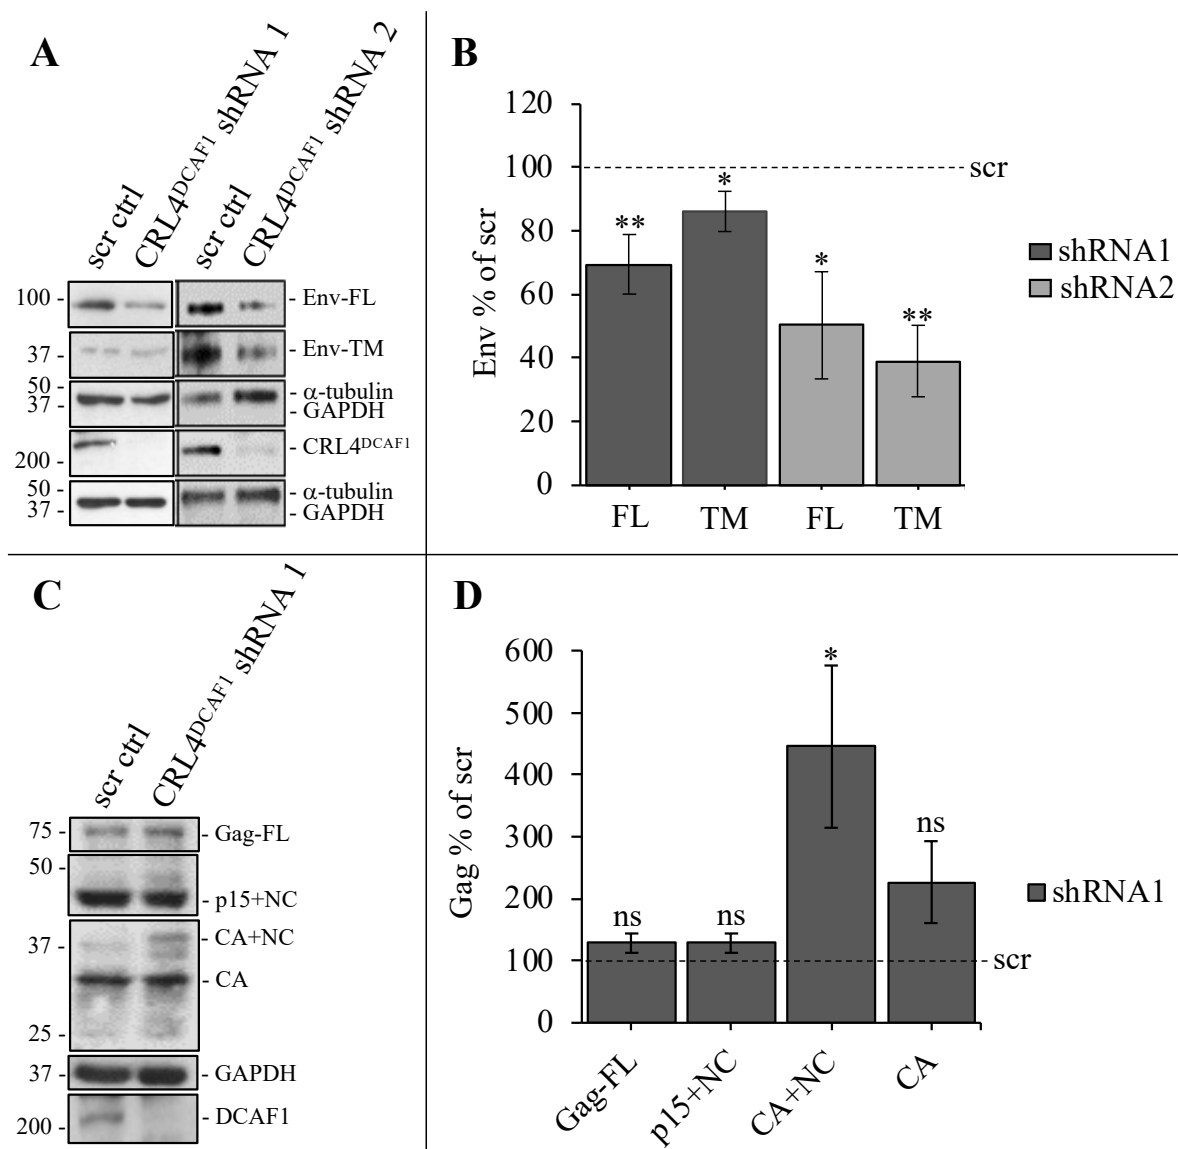 A
scr ctrl
CRL4DCAF1 shRNA 1
scr ctrl
CRL4DCAF1 shRNA 2
100 -
- Env-FL
37 -
- Env-TM
50 -
37 -
- α-tubulin
- GAPDH
200 -
- CRL4DCAF1
50 -
37 -
- α-tubulin
- GAPDH
B
Env % of scr
120
100
80
60
40
20
0
scr
**
*
*
**
FL
TM
FL
TM
shRNA1
shRNA2
C
scr ctrl
CRL4DCAF1 shRNA 1
75 -
- Gag-FL
50 -
- p15+NC
37 -
- CA+NC
- CA
25 -
37 -
- GAPDH
200 -
- DCAF1
D
Gag % of scr
600
500
400
300
200
100
0
ns
ns
*
ns
scr
Gag-FL
p15+NC
CA+NC
CA
shRNA1